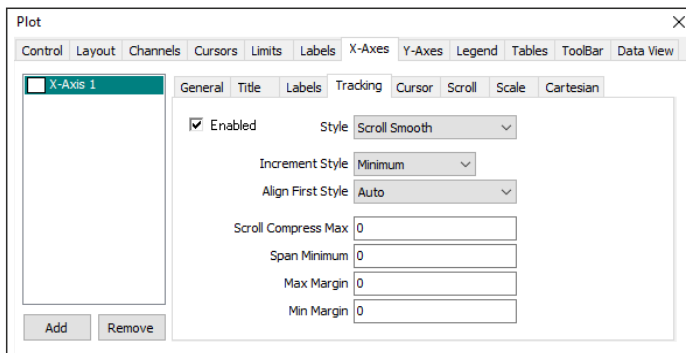 Plot
Control Layout Channels Cursors Limits Labels X-Axes Y-Axes Legend Tables ToolBar Data View
X-Axis 1
General Title Labels Tracking Cursor Scroll Scale Cartesian
Enabled Style Scroll Smooth
Increment Style Minimum
Align First Style Auto
Scroll Compress Max 0
Span Minimum 0
Max Margin 0
Min Margin 0
Add Remove